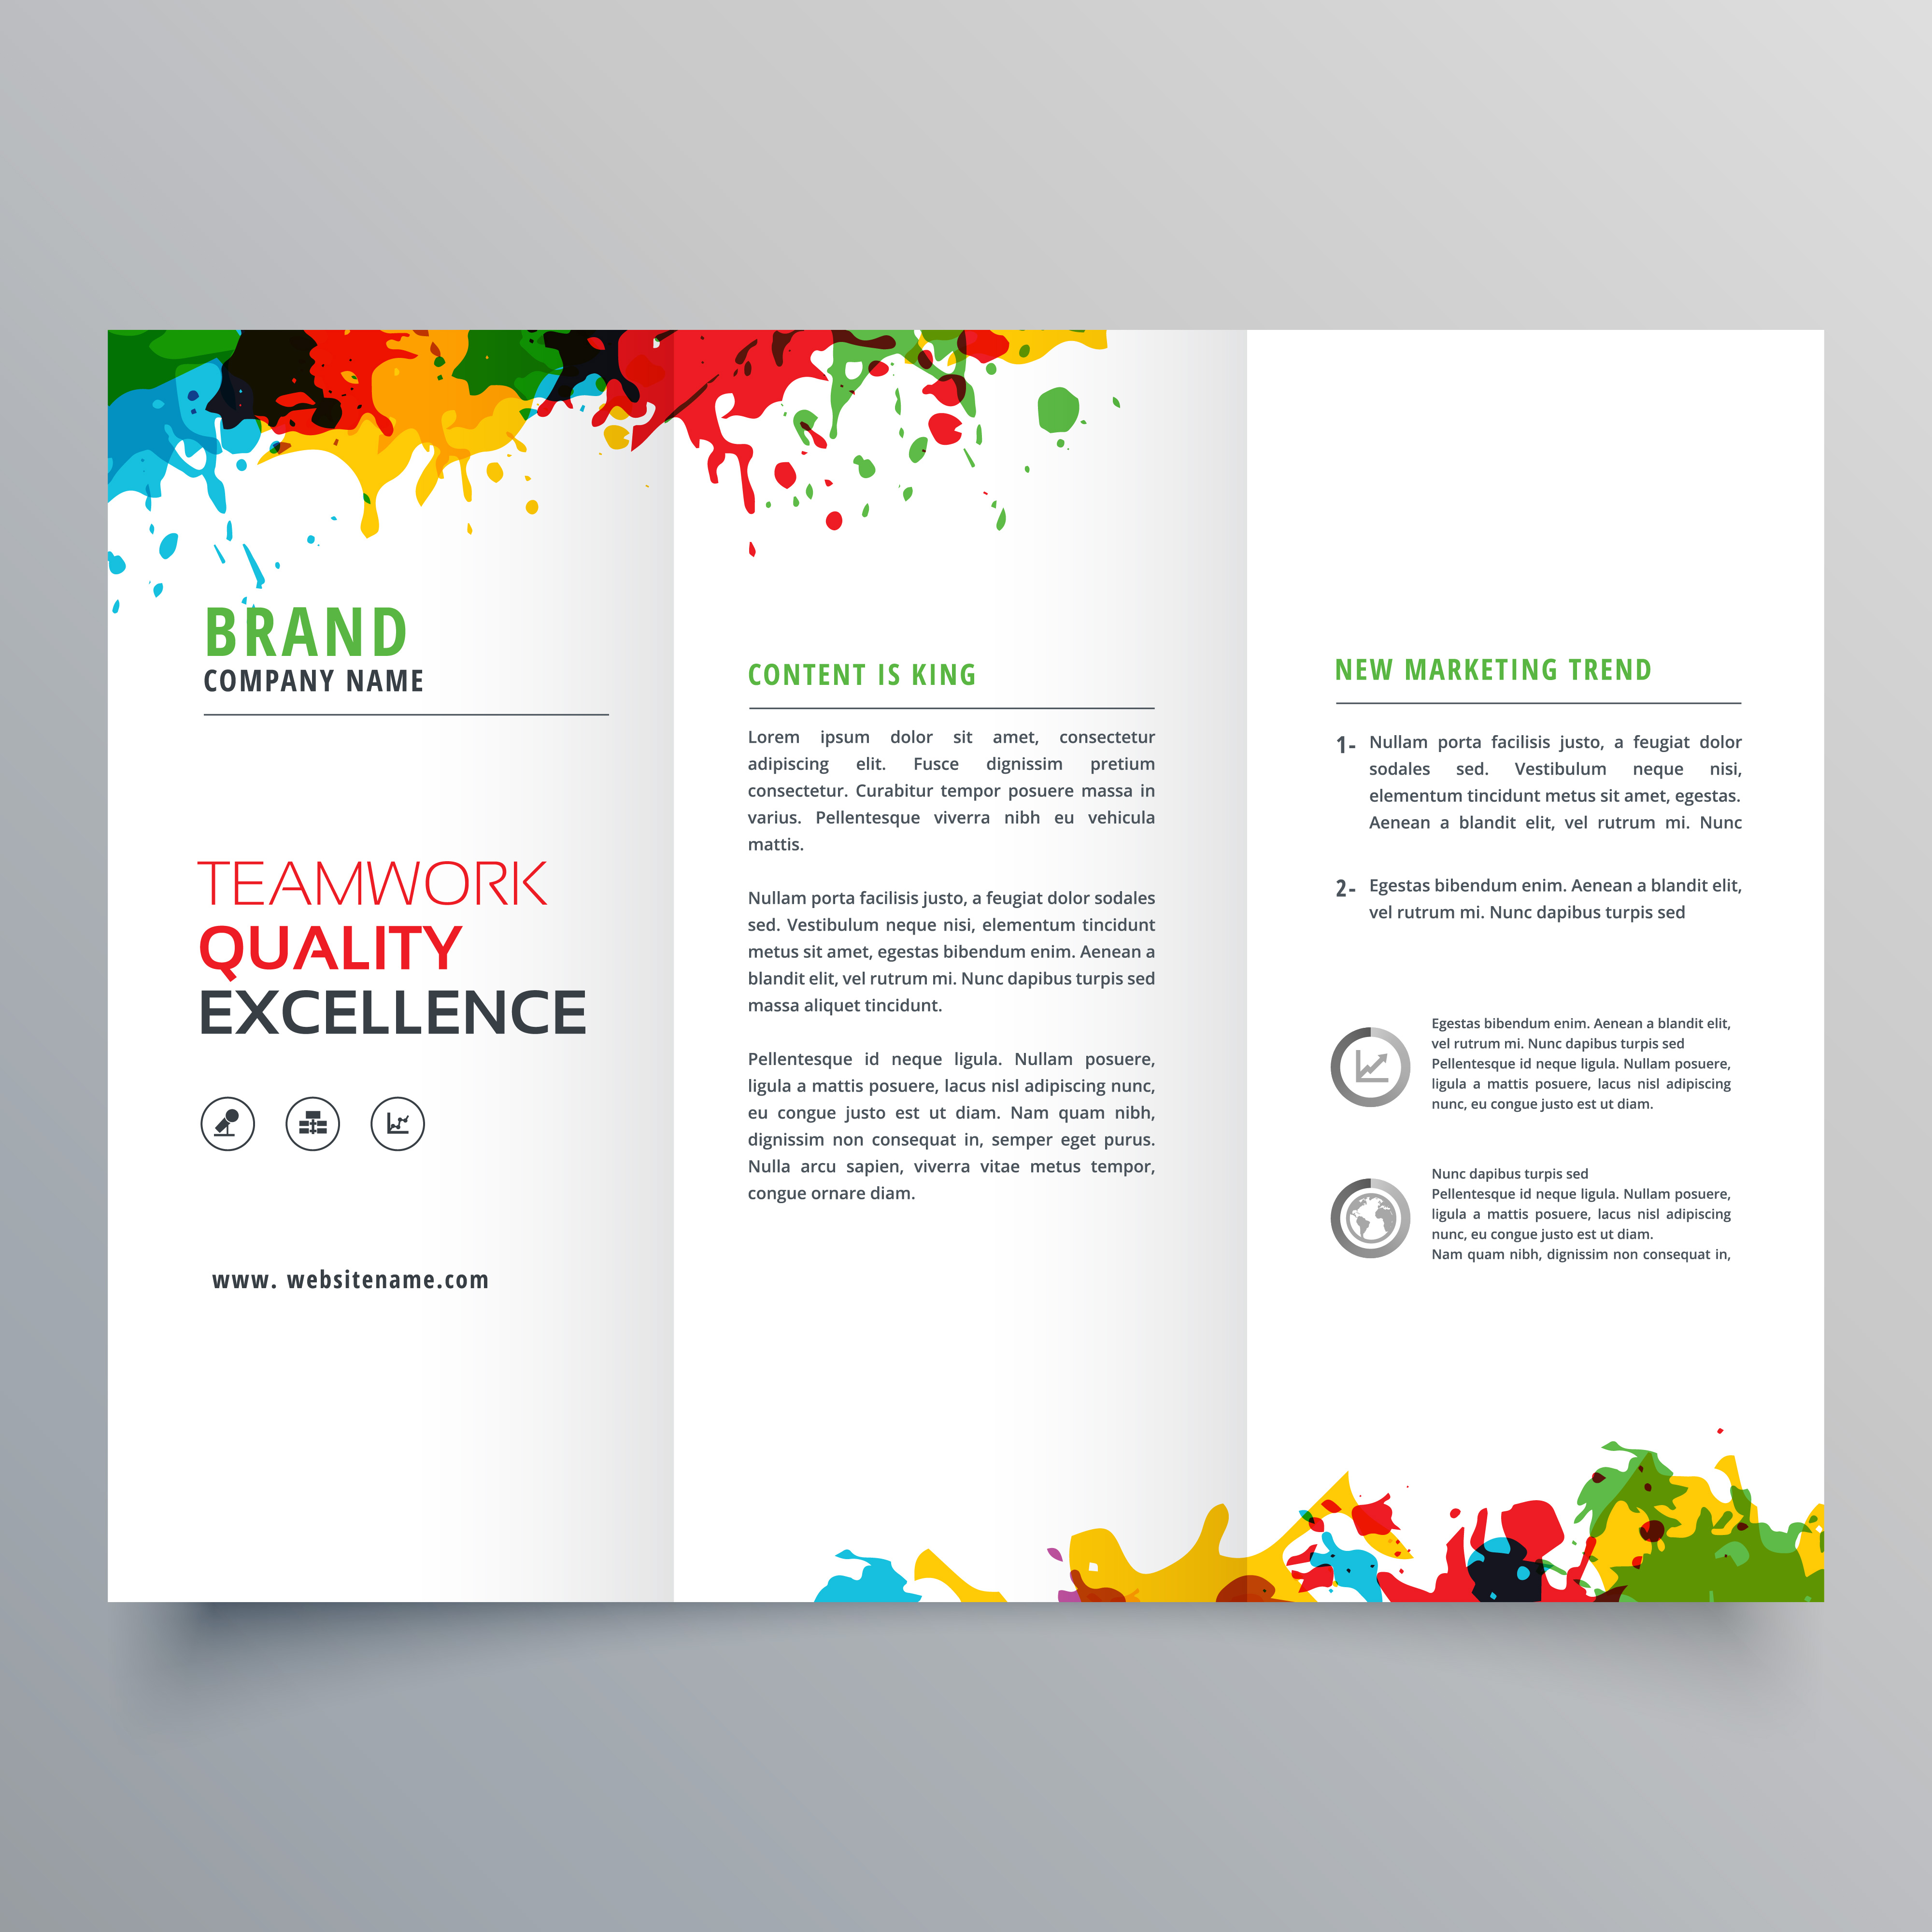 BRAND
COMPANY NAME
TEAMWORK
QUALITY
EXCELLENCE
www. websitename.com
CONTENT IS KING
Lorem ipsum dolor sit amet, consectetur
adipiscing elit. Fusce dignissim pretium
consectetur. Curabitur tempor posuere massa in
varius. Pellentesque viverra nibh eu vehicula
mattis.
Nullam porta facilisis justo, a feugiat dolor sodales
sed. Vestibulum neque nisi, elementum tincidunt
metus sit amet, egestas bibendum enim. Aenean a
blandit elit, vel rutrum mi. Nunc dapibus turpis sed
massa aliquet tincidunt.
Pellentesque id neque ligula. Nullam posuere,
ligula a mattis posuere, lacus nisl adipiscing nunc,
eu congue justo est ut diam. Nam quam nibh,
dignissim non consequat in, semper eget purus.
Nulla arcu sapien, viverra vitae metus tempor,
congue ornare diam.
NEW MARKETING TREND
1- Nullam porta facilisis justo, a feugiat dolor
sodales sed. Vestibulum neque nisi,
elementum tincidunt metus sit amet, egestas.
Aenean a blandit elit, vel rutrum mi. Nunc
2- Egestas bibendum enim. Aenean a blandit elit,
vel rutrum mi. Nunc dapibus turpis sed
Egestas bibendum enim. Aenean a blandit elit,
vel rutrum mi. Nunc dapibus turpis sed
Pellentesque id neque ligula. Nullam posuere,
ligula a mattis posuere, lacus nisl adipiscing
nunc, eu congue justo est ut diam.
Nunc dapibus turpis sed
Pellentesque id neque ligula. Nullam posuere,
ligula a mattis posuere, lacus nisl adipiscing
nunc, eu congue justo est ut diam.
Nam quam nibh, dignissim non consequat in,